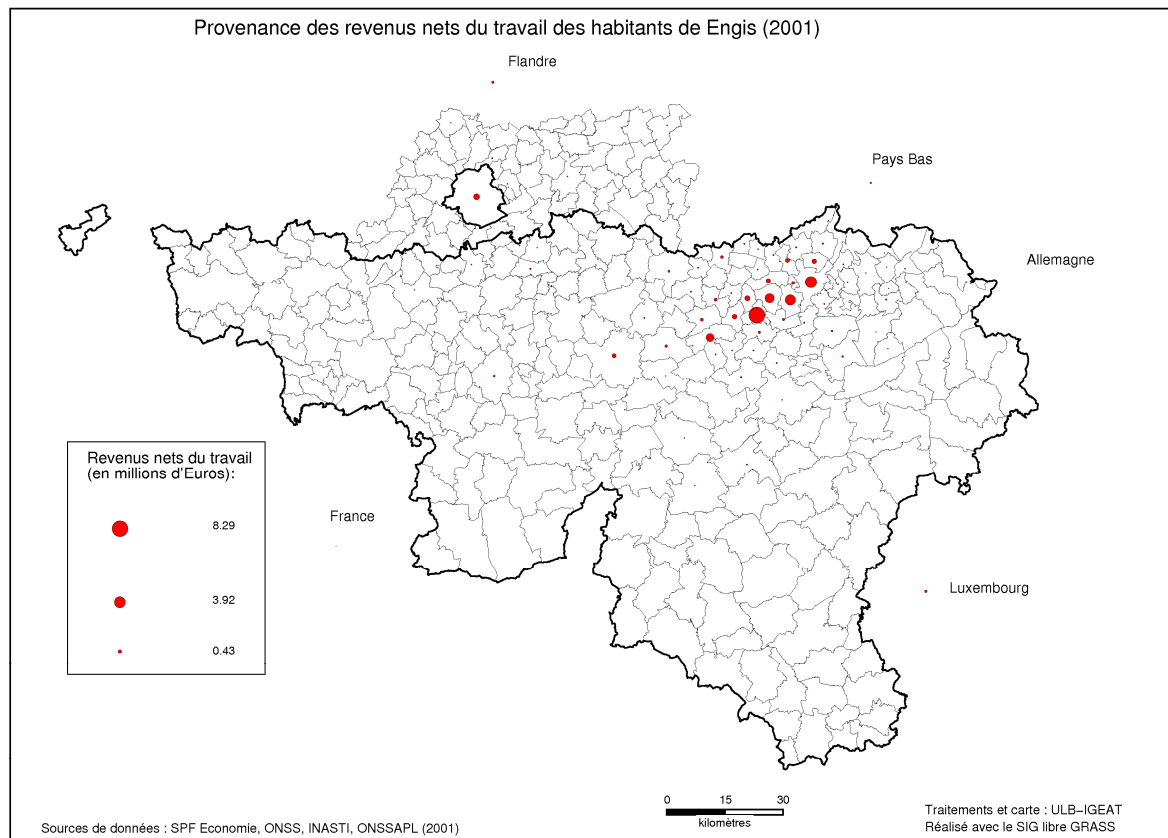 Provenance des revenus nets du travail des habitants de Engis (2001)
Flandre
Pays Bas
Allemagne
Revenus nets du travail
(en millions d'Euros):
8.29
3.92
0.43
France
Luxembourg
0 15 30
kilomètres
Sources de données : SPF Economie, ONSS, INASTI, ONSSAPL (2001)
Traitements et carte : ULB-IGEAT
Réalisé avec le SIG libre GRASS